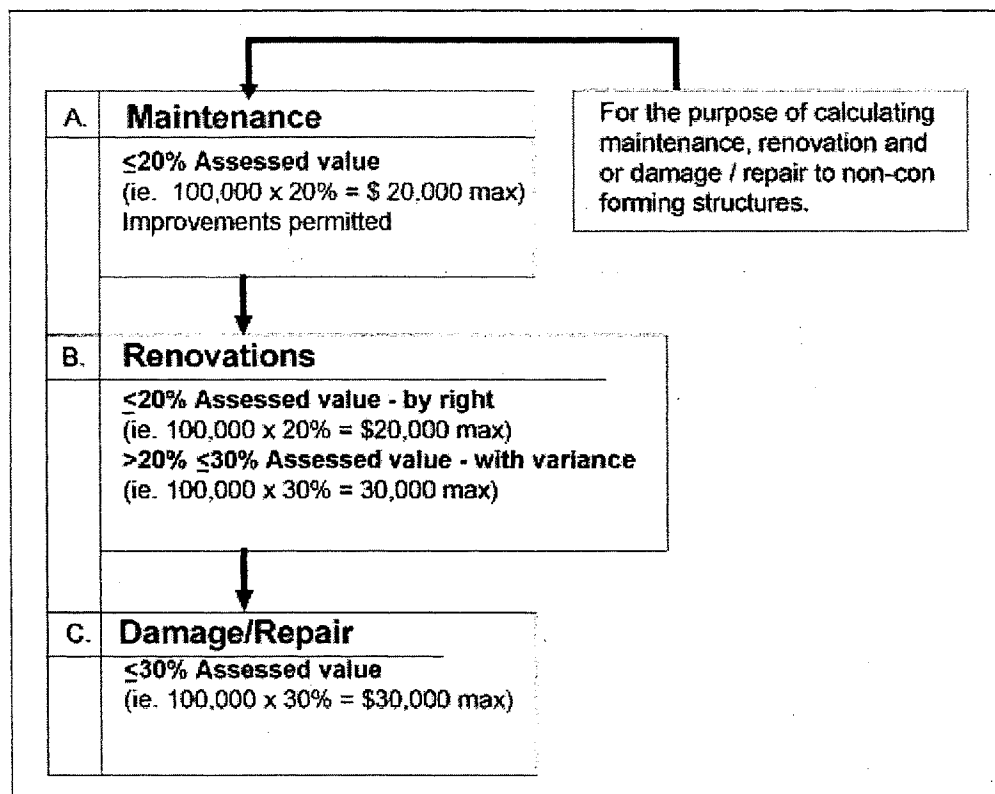 A. Maintenance
≤20% Assessed value
(ie. 100,000 x 20% = $ 20.000 max)
Improvements permitted
For the purpose of calculating
maintenance, renovation and
or damage / repair to non-con
forming structures.
B. Renovations
≤20% Assessed value - by right
(ie. 100,000 x 20% = $20,000 max)
>20% ≤30% Assessed value - with variance
(ie. 100,000 x 30% = 30,000 max)
C. Damage/Repair
≤30% Assessed value
(ie. 100,000 x 30% = $30,000 max)